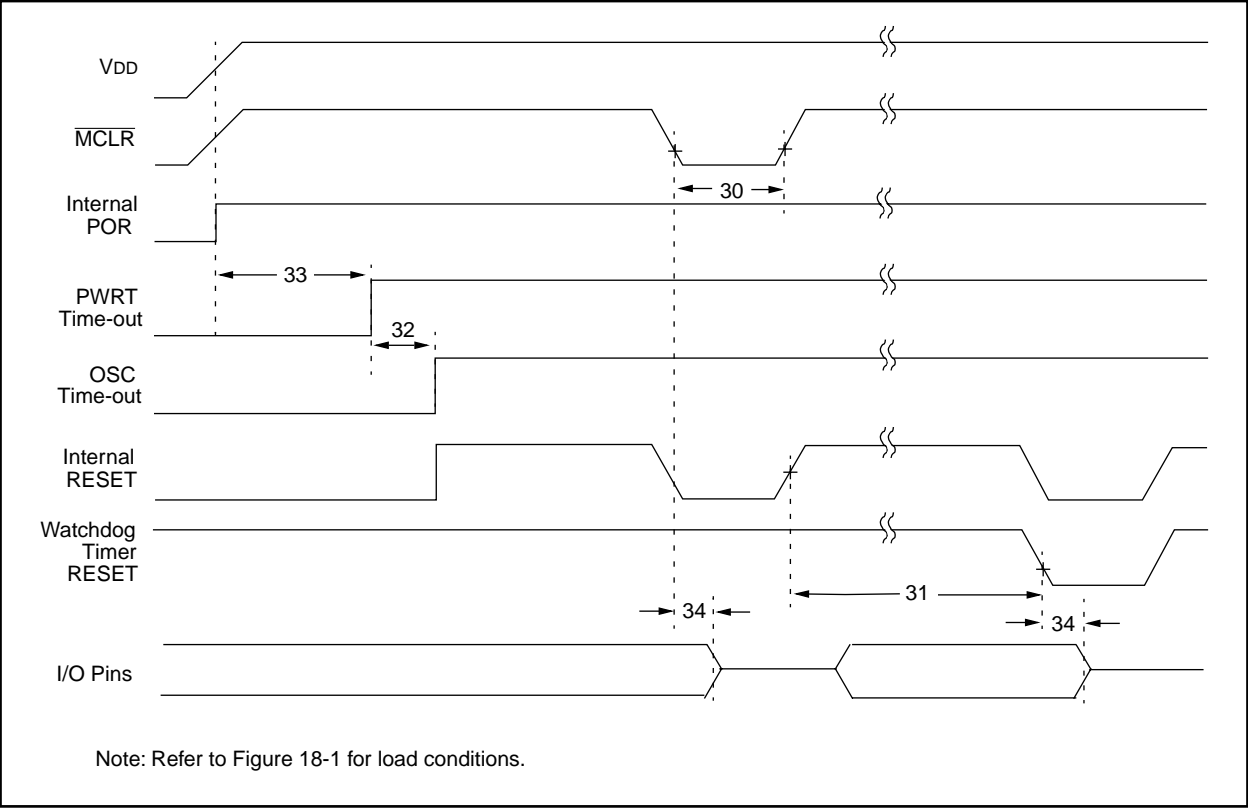 VDD
MCLR
30
Internal
POR
33
PWRT
Time-out
32
OSC
Time-out
Internal
RESET
Watchdog
Timer
RESET
31
34
34
I/O Pins
Note: Refer to Figure 18-1 for load conditions.